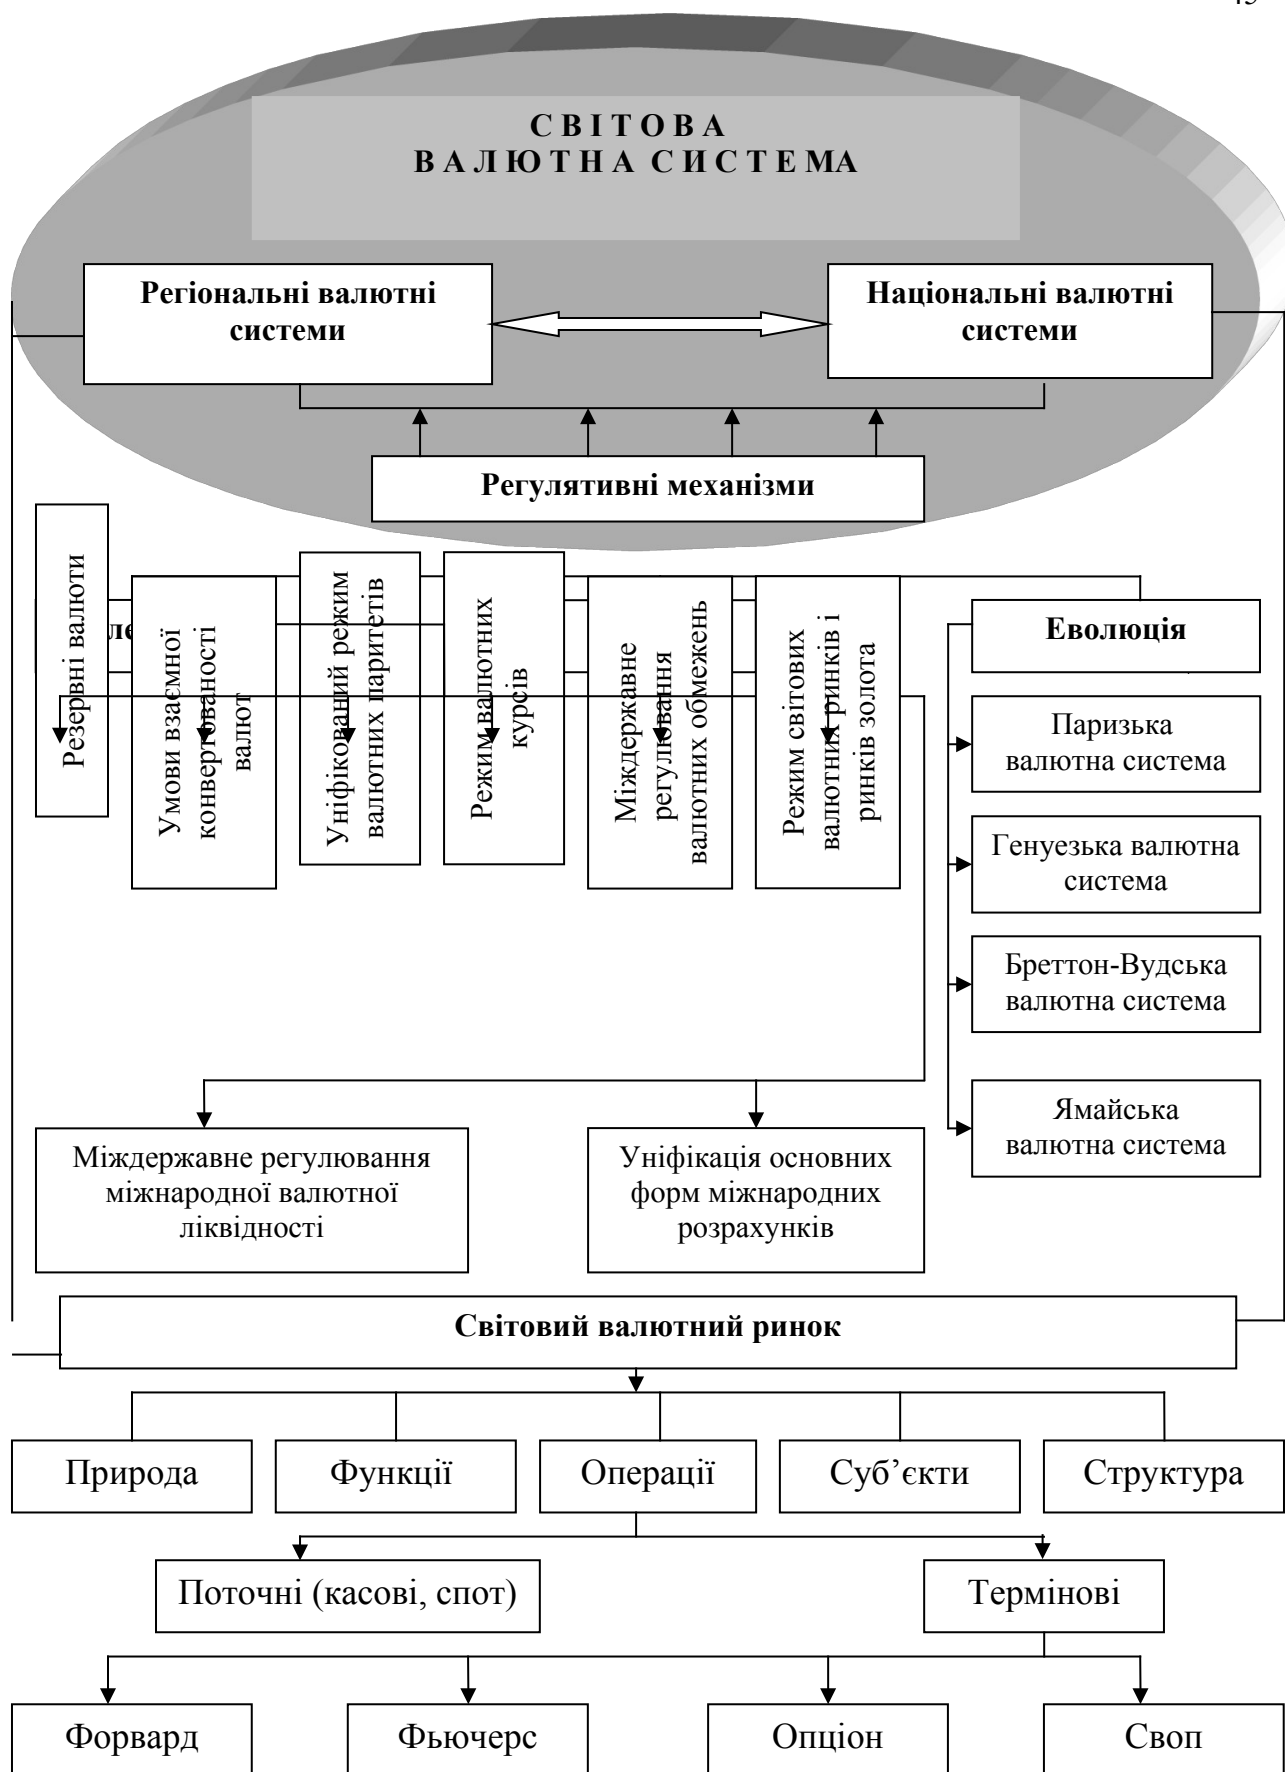 С В І Т О В А
В А Л Ю Т Н А С И С Т Е МА
Регіональні валютні
системи
Національні валютні
системи
Регулятивні механізми
Резервні валюти
Умови взаємної
конвертованості
валют
Уніфікований режим
валютних паритетів
Режим валютних
курсів
Міждержавне
регулювання
валютних обмежень
Режим світових
валютних ринків і
ринків золота
Еволюція
Паризька
валютна система
Генуезька валютна
система
Бреттон-Вудська
валютна система
Ямайська
валютна система
Міждержавне регулювання
міжнародної валютної
ліквідності
Уніфікація основних
форм міжнародних
розрахунків
Світовий валютний ринок
Природа
Функції
Операції
Суб’єкти
Структура
Поточні (касові, спот)
Термінові
Форвард
Фьючерс
Опціон
Своп